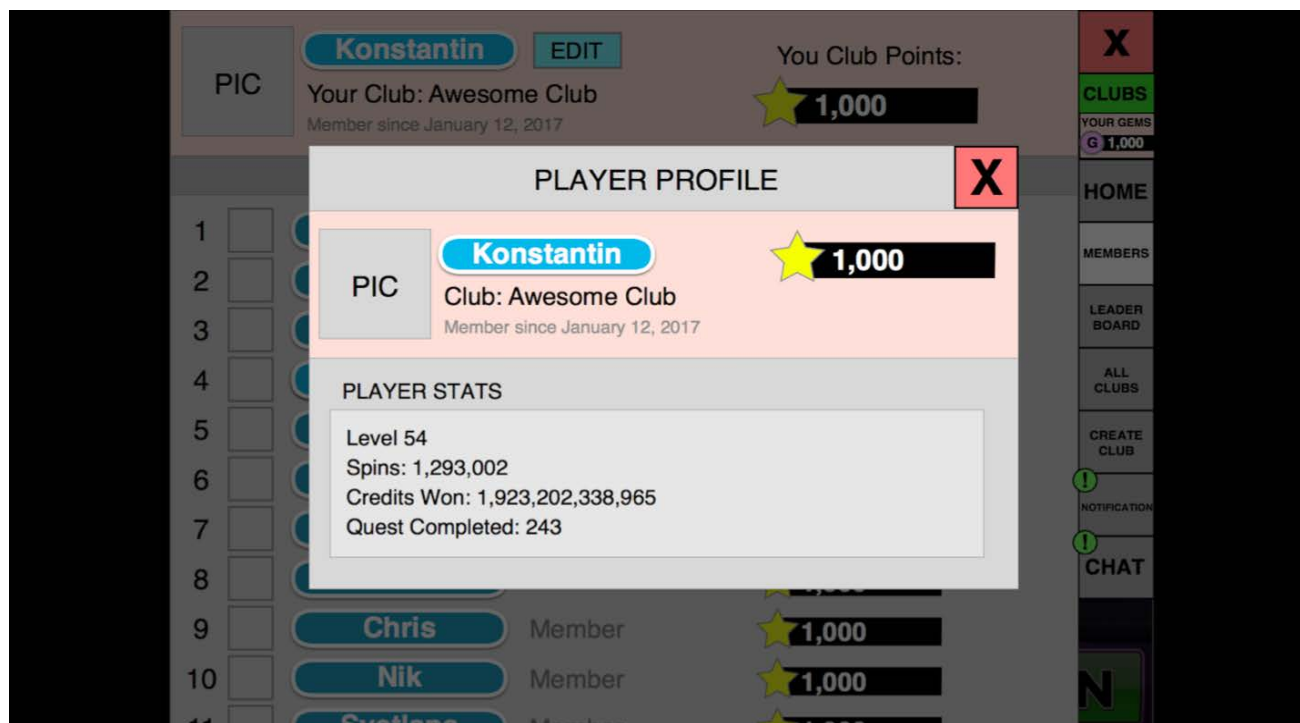 Konstantin EDIT
You Club Points:
PIC
Your Club: Awesome Club
1,000
Member since January 12, 2017
X
CLUBS
YOUR GEMS
G 1,000
HOME
MEMBERS
LEADER
BOARD
ALL
CLUBS
CREATE
CLUB
!
NOTIFICATION
!
CHAT
PLAYER PROFILE X
Konstantin
1,000
PIC
Club: Awesome Club
Member since January 12, 2017
PLAYER STATS
Level 54
Spins: 1,293,002
Credits Won: 1,923,202,338,965
Quest Completed: 243
1
2
3
4
5
6
7
8
9 Chris Member 1,000
10 Nik Member 1,000
N